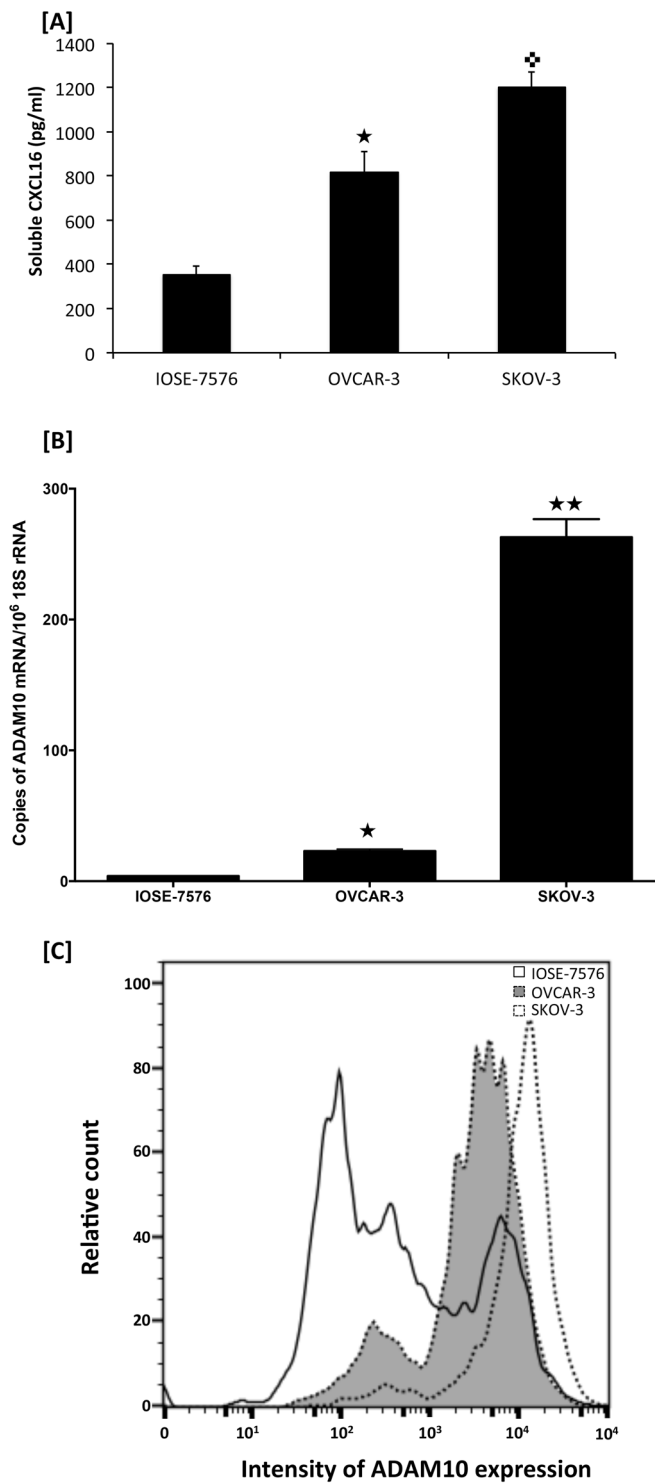 [A]
Soluble CXCL16 (pg/ml)
1400
1200
1000
800
600
400
200
0
★
IOSE-7576
OVCAR-3
SKOV-3
[B]
Copies of ADAM10 mRNA/10⁶ 18S rRNA
300
200
100
0
★
★★
IOSE-7576
OVCAR-3
SKOV-3
[C]
IOSE-7576
OVCAR-3
SKOV-3
Relative count
100
80
60
40
20
0
0 10¹ 10² 10³ 10⁴ 10⁴
Intensity of ADAM10 expression